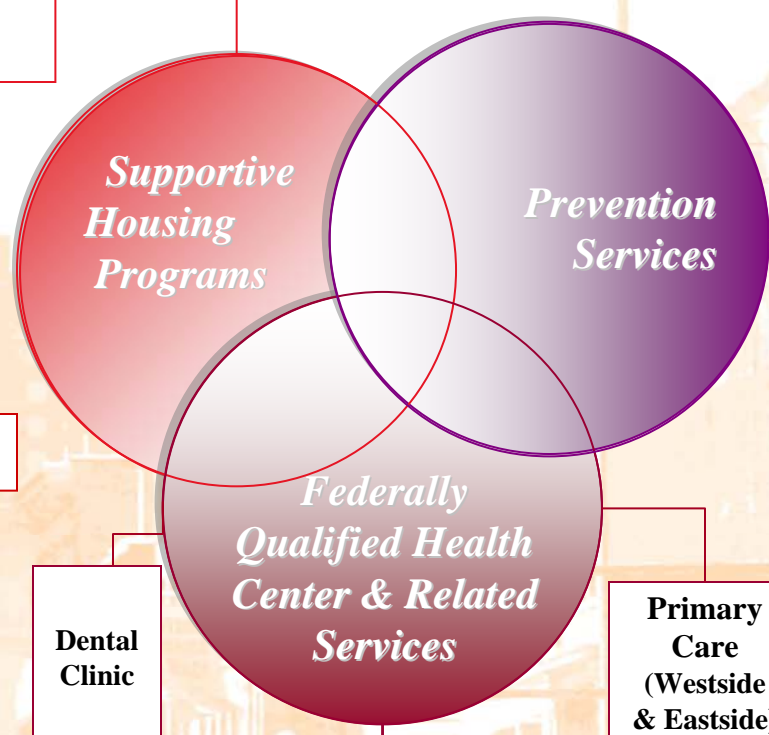 Supportive
Housing
Programs
Prevention
Services
Federally
Qualified Health
Center & Related
Services
Dental
Clinic
Primary
Care
(Westside
& Eastside)